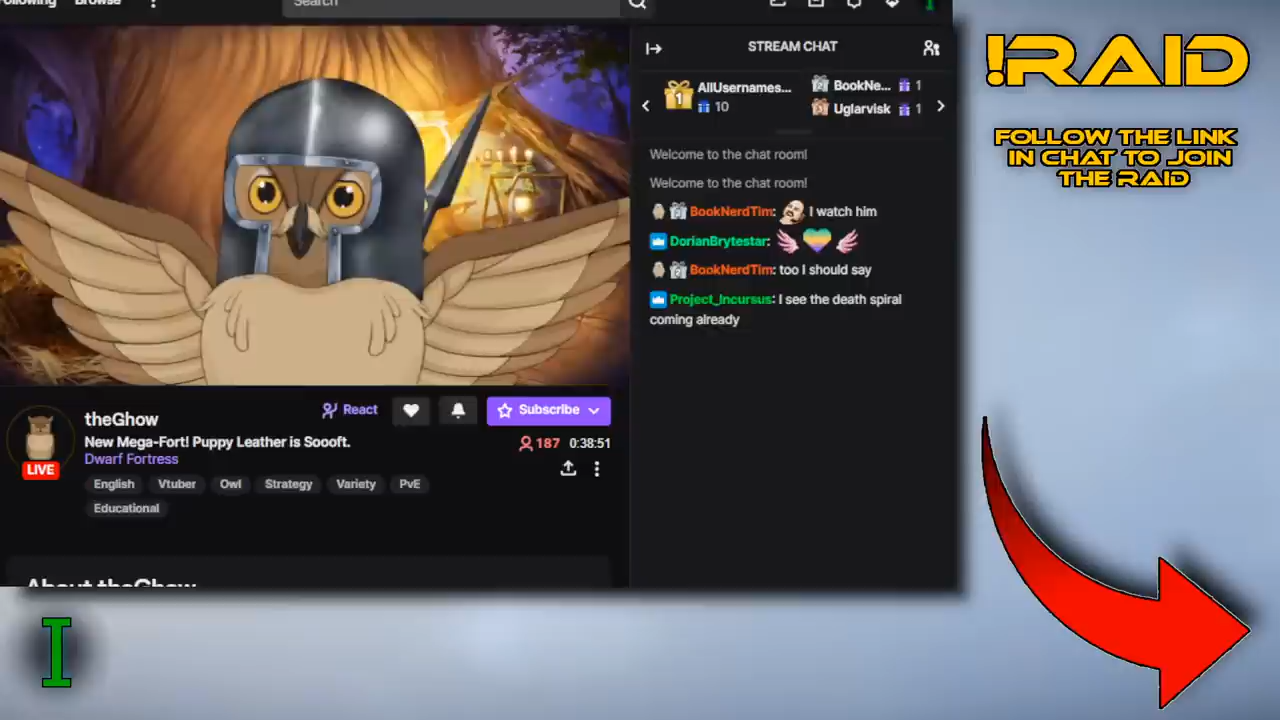 Following Browse
Search
STREAM CHAT
1 AllUsernames...
10
BookNe... 1
Uglarvisk 1
Welcome to the chat room!
Welcome to the chat room!
BookNerdTim: I watch him
DorianBrytestar:
BookNerdTim: too I should say
Project_Incursus: I see the death spiral
coming already
theGhow
React
Subscribe
New Mega-Fort! Puppy Leather is Soooft.
187 0:38:51
Dwarf Fortress
LIVE
English Vtuber Owl Strategy Variety PvE
Educational
About theGhow
I
!RAID
FOLLOW THE LINK
IN CHAT TO JOIN
THE RAID